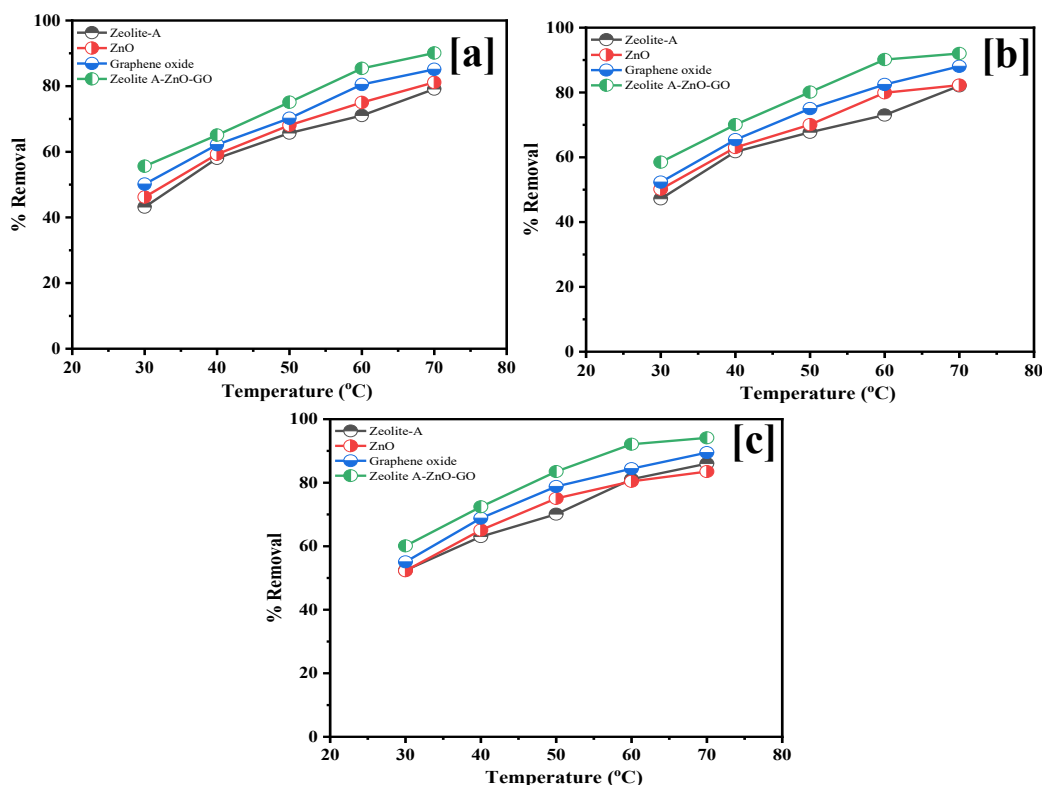 [a]
Zeolite-A
ZnO
Graphene oxide
Zeolite A-ZnO-GO
% Removal
100
80
60
40
20
0
20 30 40 50 60 70 80
Temperature (ºC)
[b]
Zeolite-A
ZnO
Graphene oxide
Zeolite A-ZnO-GO
% Removal
100
80
60
40
20
0
20 30 40 50 60 70 80
Temperature (ºC)
[c]
Zeolite-A
ZnO
Graphene oxide
Zeolite A-ZnO-GO
% Removal
100
80
60
40
20
0
20 30 40 50 60 70 80
Temperature (ºC)